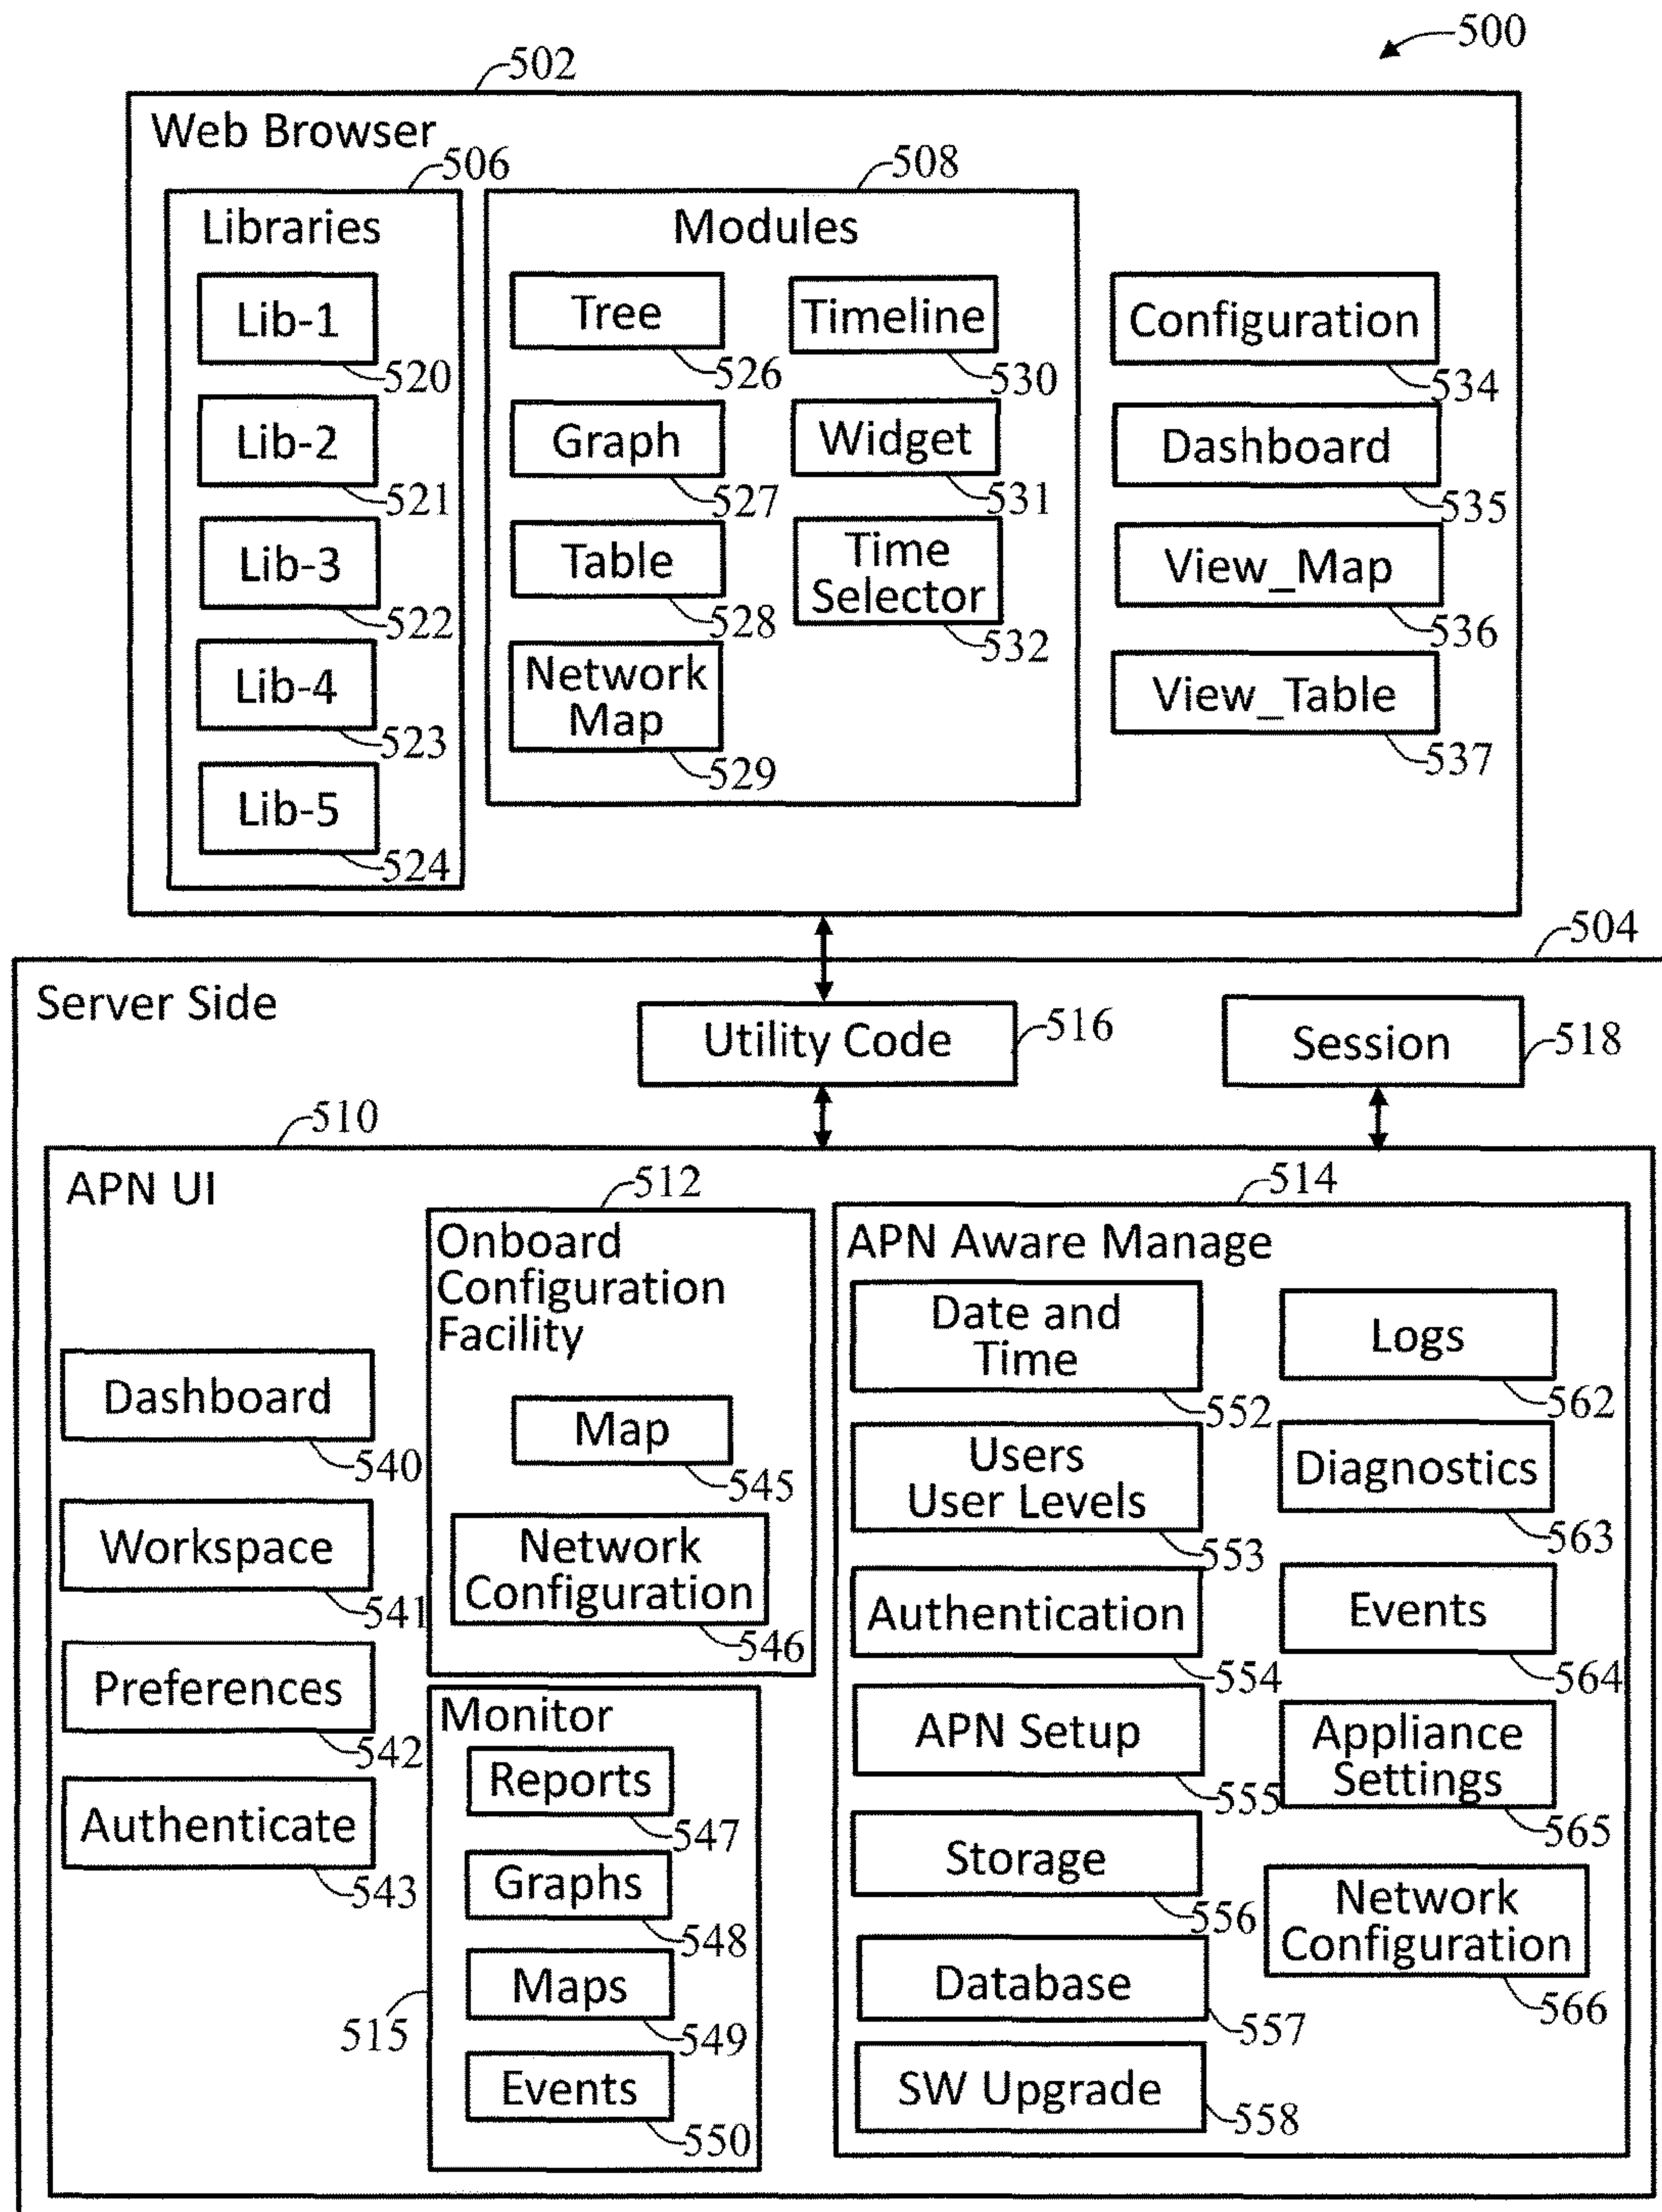 500
502
Web Browser
506
508
Libraries
Modules
Lib-1
520
Lib-2
521
Lib-3
522
Lib-4
523
Lib-5
524
Tree
526
Graph
527
Table
528
Network
Map
529
Timeline
530
Widget
531
Time
Selector
532
Configuration
534
Dashboard
535
View_Map
536
View_Table
537
504
Server Side
Utility Code
516
Session
518
510
APN UI
Dashboard
540
Workspace
541
Preferences
542
Authenticate
543
512
Onboard
Configuration
Facility
Map
545
Network
Configuration
546
Monitor
Reports
547
Graphs
548
Maps
549
Events
550
515
514
APN Aware Manage
Date and
Time
552
Users
User Levels
553
Authentication
554
APN Setup
555
Storage
556
Database
557
SW Upgrade
558
Logs
562
Diagnostics
563
Events
564
Appliance
Settings
565
Network
Configuration
566